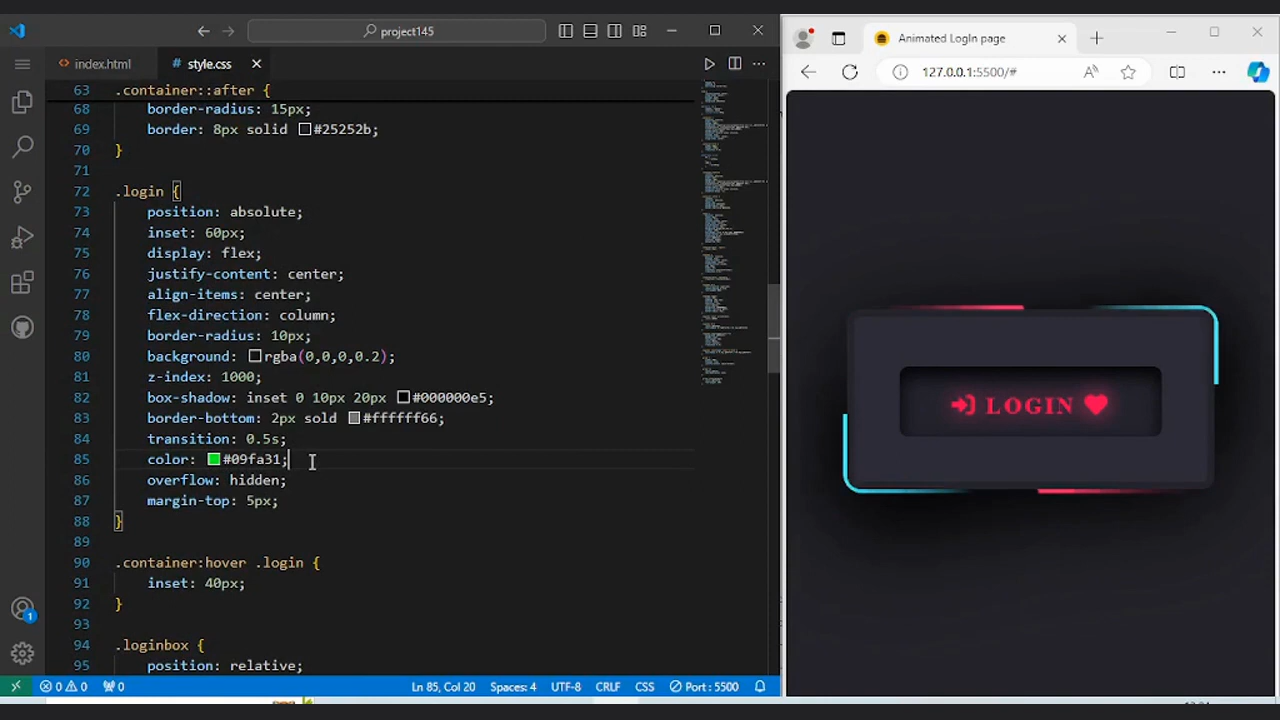 project145
index.html
style.css
63 .container::after {
68 border-radius: 15px;
69 border: 8px solid #25252b;
70 }
71
72 .login {
73 position: absolute;
74 inset: 60px;
75 display: flex;
76 justify-content: center;
77 align-items: center;
78 flex-direction: column;
79 border-radius: 10px;
80 background: rgba(0,0,0,0.2);
81 z-index: 1000;
82 box-shadow: inset 0 10px 20px #000000e5;
83 border-bottom: 2px sold #ffffff66;
84 transition: 0.5s;
85 color: #09fa31;
86 overflow: hidden;
87 margin-top: 5px;
88 }
89
90 .container:hover .login {
91 inset: 40px;
92 }
93
94 .loginbox {
95 position: relative;
1
0 0 0
Ln 85, Col 20 Spaces: 4 UTF-8 CRLF CSS Port : 5500
Animated LogIn page
127.0.0.1:5500/#
LOGIN